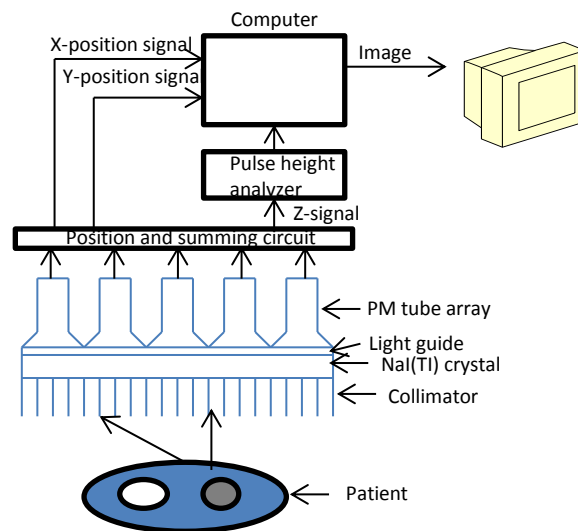 Computer
X-position signal
Image
Y-position signa
Pulse height
analyzer
Z-signal
Position and summing circuit
PM tube array
Light guide
NaI(TI) crystal
Collimator
Patient